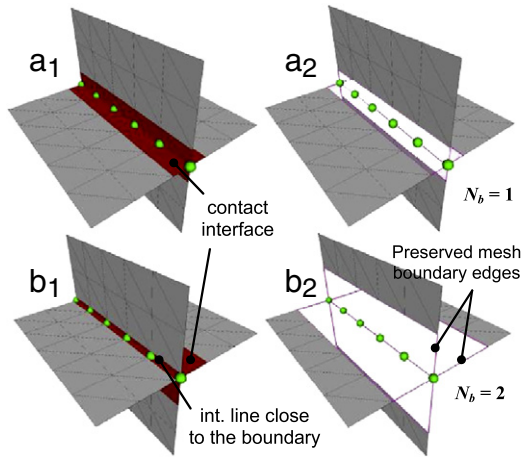 a1
a2
contact
interface
Nb = 1
Preserved mesh
boundary edges
b1
b2
int. line close
to the boundary
Nb = 2